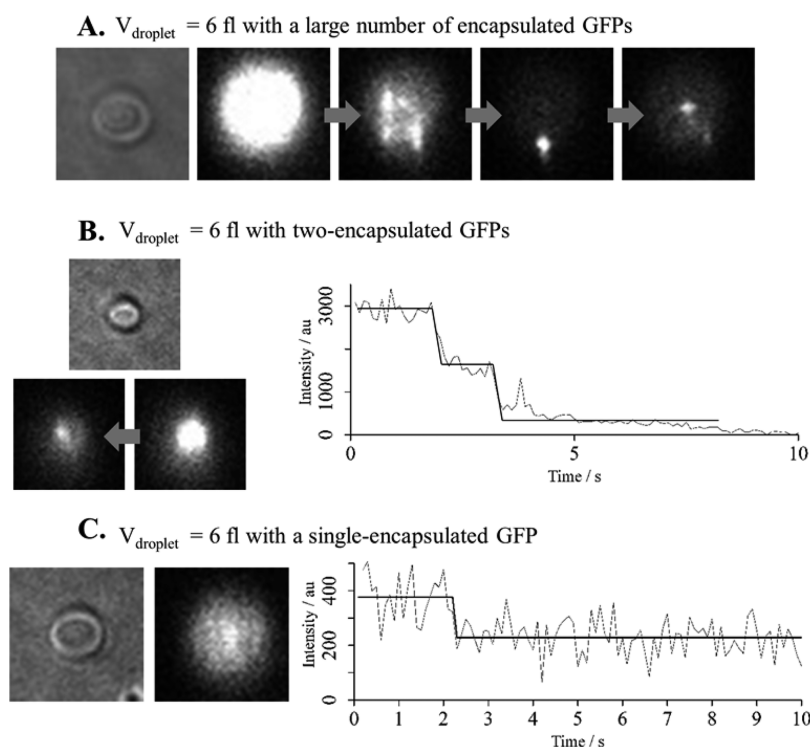 A. V_droplet = 6 fl with a large number of encapsulated GFPs
B. V_droplet = 6 fl with two-encapsulated GFPs
Intensity / au
3000
1000
0
0 5 10
Time / s
C. V_droplet = 6 fl with a single-encapsulated GFP
Intensity / au
400
200
0
0 1 2 3 4 5 6 7 8 9 10
Time / s